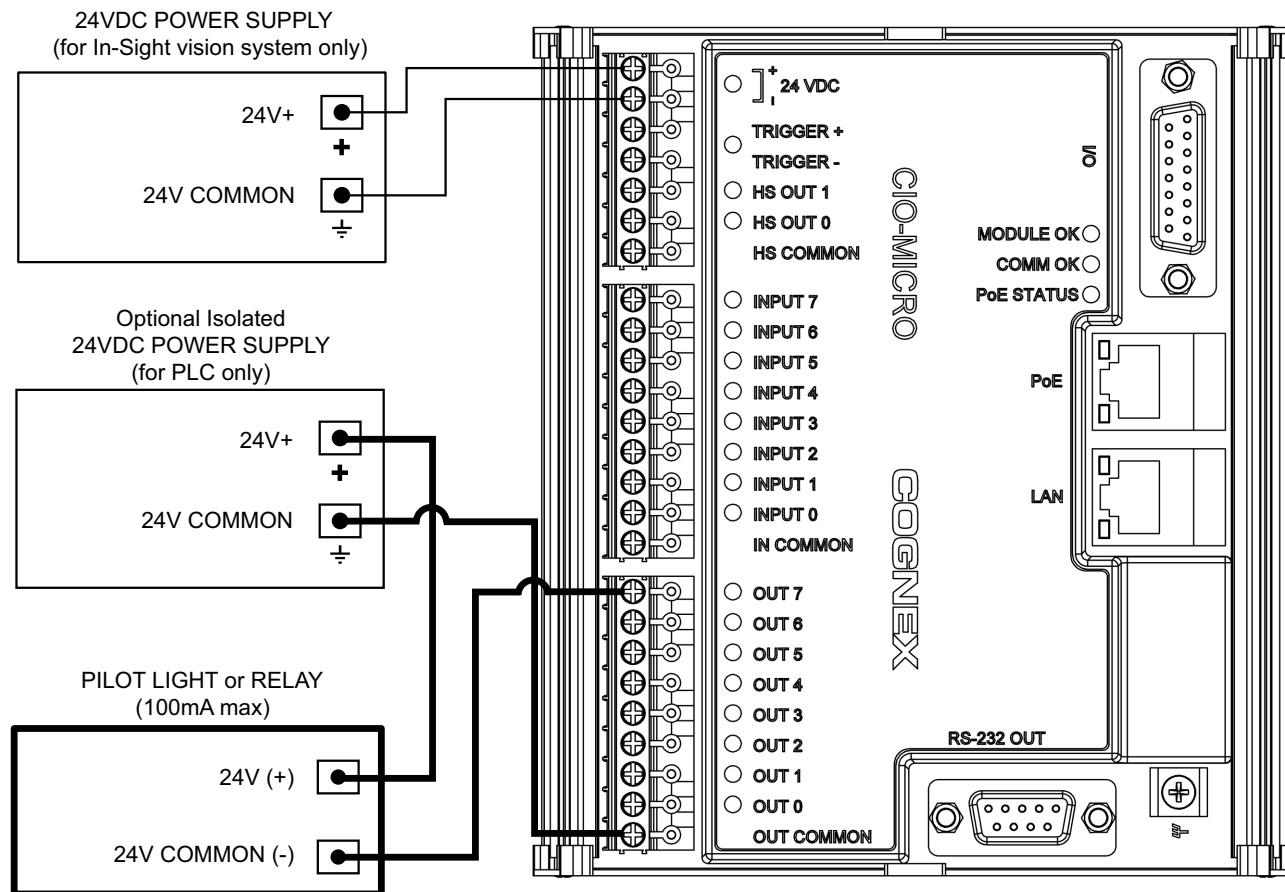 24VDC POWER SUPPLY
(for In-Sight vision system only)
24V+
+
24V COMMON
Optional Isolated
24VDC POWER SUPPLY
(for PLC only)
24V+
+
24V COMMON
PILOT LIGHT or RELAY
(100mA max)
24V (+)
24V COMMON (-)
+
24 VDC
-
TRIGGER +
TRIGGER -
HS OUT 1
HS OUT 0
HS COMMON
INPUT 7
INPUT 6
INPUT 5
INPUT 4
INPUT 3
INPUT 2
INPUT 1
INPUT 0
IN COMMON
OUT 7
OUT 6
OUT 5
OUT 4
OUT 3
OUT 2
OUT 1
OUT 0
OUT COMMON
CIO-MICRO
COGNEX
I/O
MODULE OK
COMM OK
PoE STATUS
PoE
LAN
RS-232 OUT